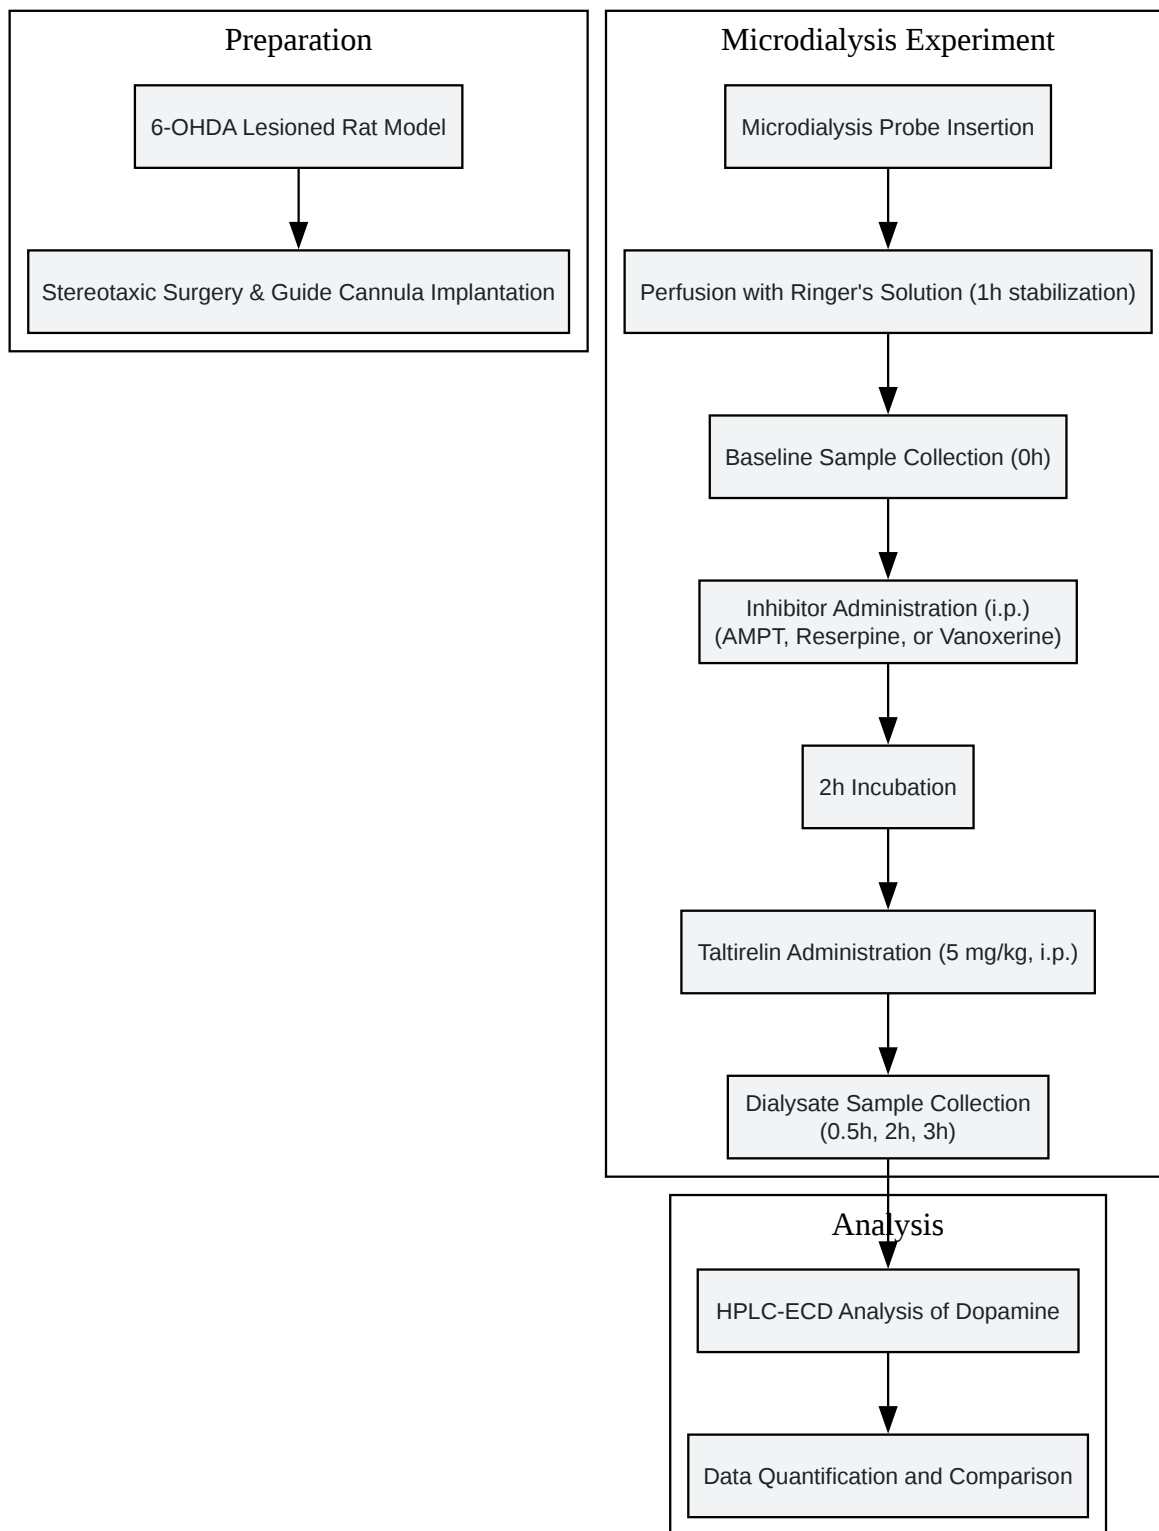 Preparation
6-OHDA Lesioned Rat Model
Stereotaxic Surgery & Guide Cannula Implantation
Microdialysis Experiment
Microdialysis Probe Insertion
Perfusion with Ringer's Solution (1h stabilization)
Baseline Sample Collection (0h)
Inhibitor Administration (i.p.)
(AMPT, Reserpine, or Vanoxerine)
2h Incubation
Taltirelin Administration (5 mg/kg, i.p.)
Dialysate Sample Collection
(0.5h, 2h, 3h)
Analysis
HPLC-ECD Analysis of Dopamine
Data Quantification and Comparison